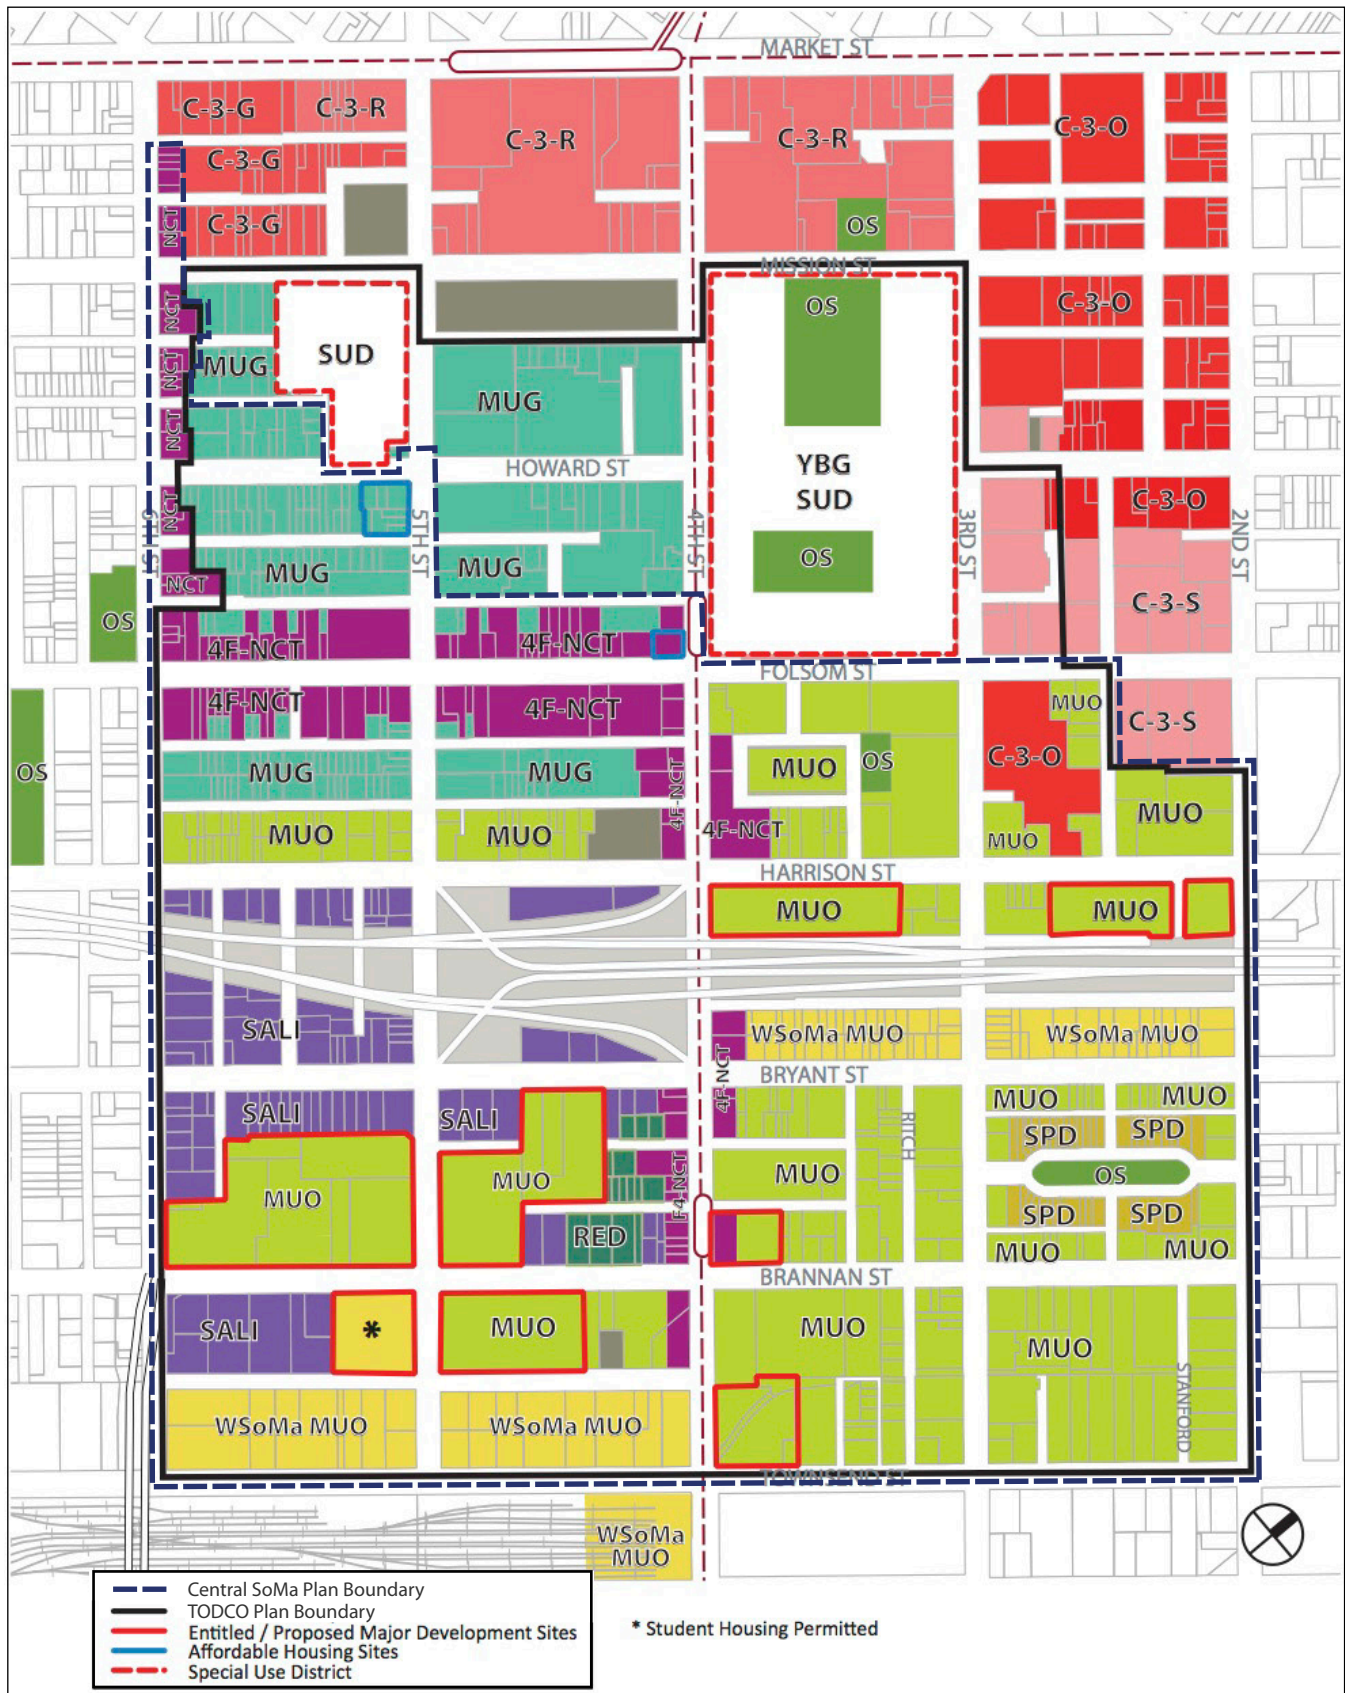 MARKET ST
C-3-G
C-3-R
C-3-R
C-3-R
C-3-O
C-3-G
NCT
C-3-G
OS
MISSION ST
NCT
OS
C-3-O
NCT
MUG
SUD
MUG
NCT
HOWARD ST
YBG
SUD
C-3-O
NCT
6TH ST
5TH ST
4TH ST
3RD ST
2ND ST
NCT
MUG
MUG
OS
C-3-S
OS
4F-NCT
4F-NCT
FOLSOM ST
4F-NCT
4F-NCT
MUO
C-3-S
OS
MUG
MUG
4F-NCT
MUO
OS
C-3-O
MUO
MUO
MUO
4F-NCT
MUO
HARRISON ST
MUO
MUO
SALI
4F-NCT
WSoMa MUO
WSoMa MUO
BRYANT ST
SALI
SALI
MUO
MUO
RITCH
SPD
SPD
MUO
MUO
F4-NCT
MUO
OS
RED
SPD
SPD
MUO
MUO
BRANNAN ST
SALI
*
MUO
MUO
MUO
STANFORD
WSoMa MUO
WSoMa MUO
TOWNSEND ST
WSoMa
MUO
Central SoMa Plan Boundary
TODCO Plan Boundary
Entitled / Proposed Major Development Sites
Affordable Housing Sites
Special Use District
* Student Housing Permitted